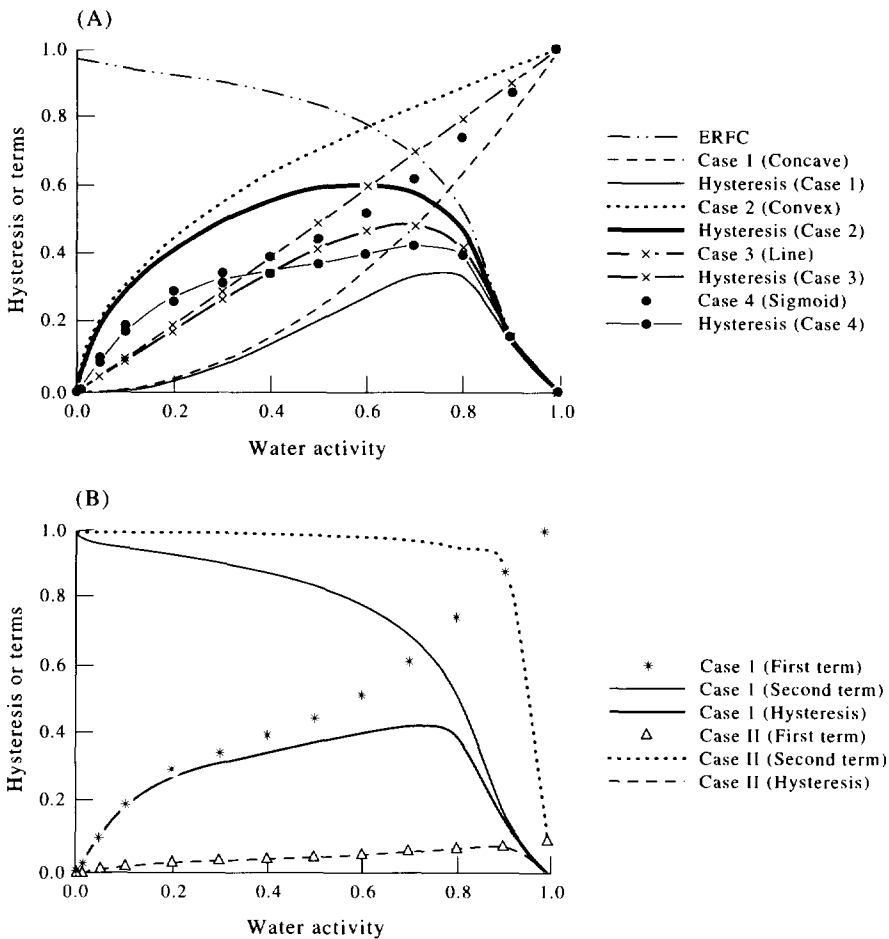 (A)
1.0
0.8
0.6
0.4
0.2
0.0
Hysteresis or terms
0.0 0.2 0.4 0.6 0.8 1.0
Water activity
ERFC
Case 1 (Concave)
Hysteresis (Case 1)
Case 2 (Convex)
Hysteresis (Case 2)
Case 3 (Line)
Hysteresis (Case 3)
Case 4 (Sigmoid)
Hysteresis (Case 4)
(B)
1.0
0.8
0.6
0.4
0.2
0.0
Hysteresis or terms
0.0 0.2 0.4 0.6 0.8 1.0
Water activity
Case I (First term)
Case I (Second term)
Case I (Hysteresis)
Case II (First term)
Case II (Second term)
Case II (Hysteresis)